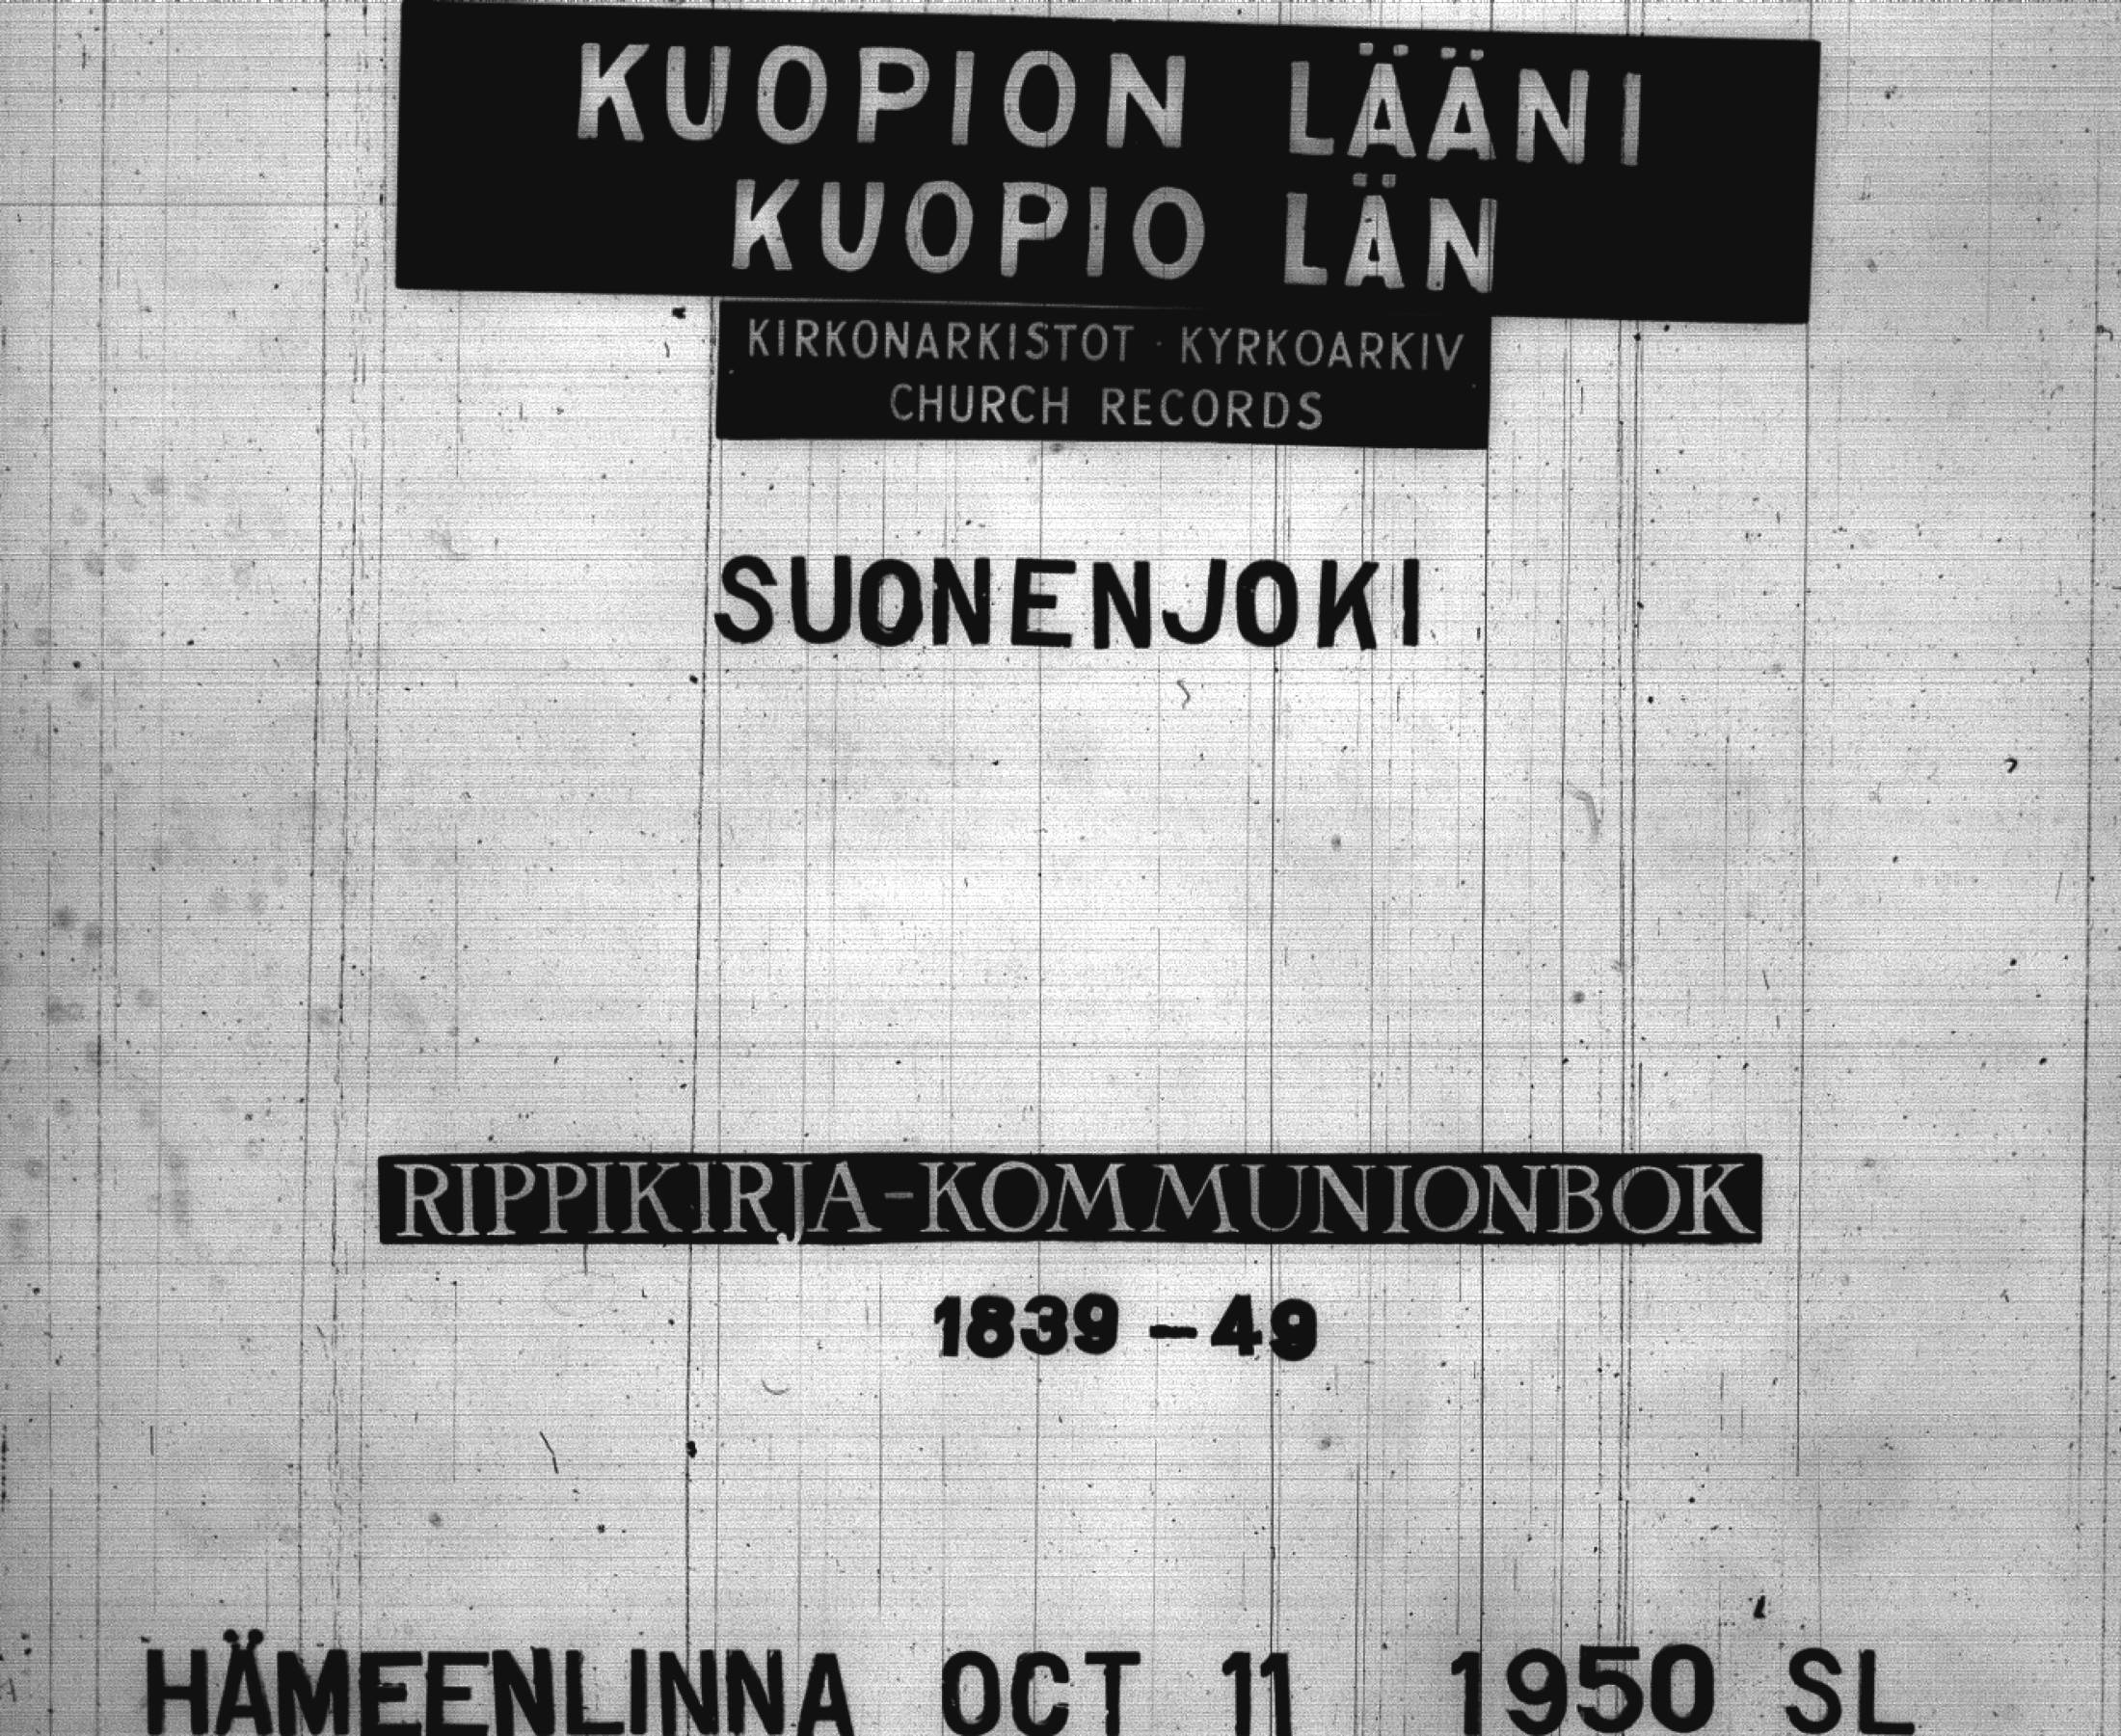 KUOPION LÄÄNI
KUOPIO LÄN
KIRKONARKISTOT · KYRKOARKIV
CHURCH RECORDS
SUONENJOKI
RIPPIKIRJA-KOMMUNIONBOK
1839-49
HÄMEENLINNA OCT 11 1950 SL